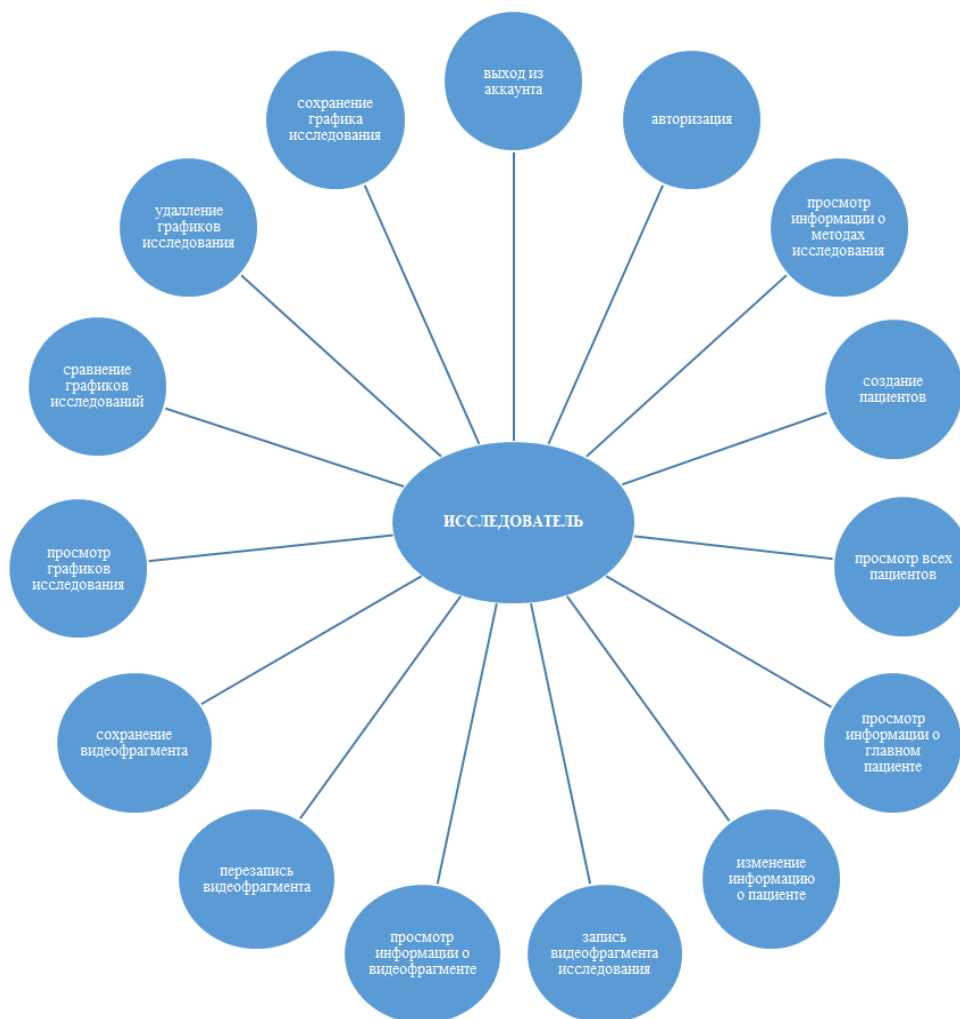 выход из
аккаунта
авторизация
просмотр
информации о
методах
исследования
создание
пациентов
просмотр всех
пациентов
просмотр
информации о
главном
пациенте
изменение
информацию
о пациенте
запись
видеофрагмента
исследования
просмотр
информации о
видеофрагменте
перезапись
видеофрагмента
сохранение
видеофрагмента
просмотр
графиков
исследования
сравнение
графиков
исследований
удалление
графиков
исследования
сохранение
графика
исследования
ИССЛЕДОВАТЕЛЬ